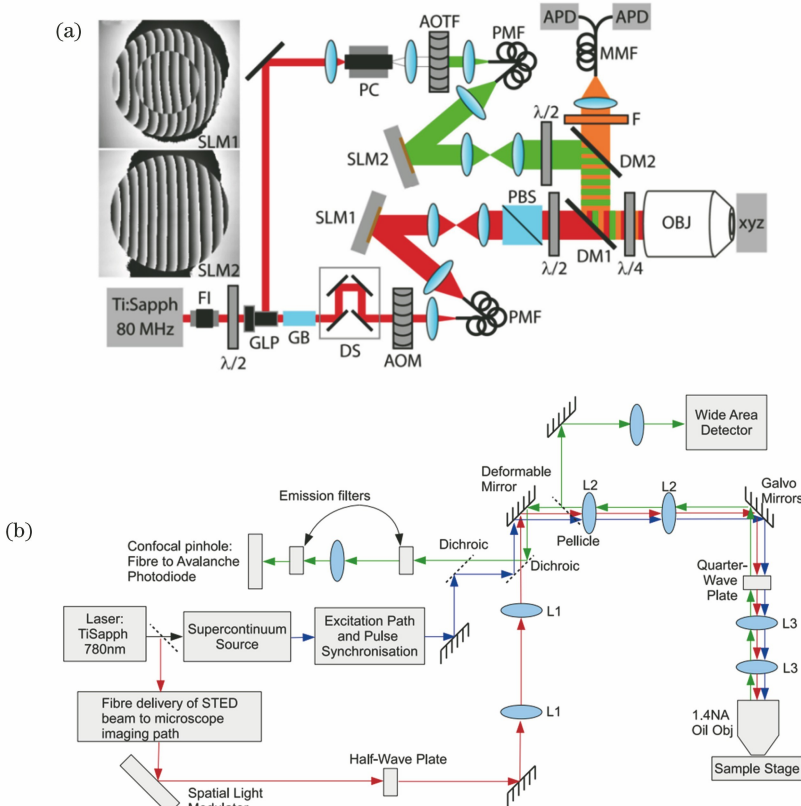 (a)
SLM1
SLM2
Ti:Sapph
80 MHz
FI
λ/2
GLP
GB
DS
AOM
PMF
PC
AOTF
PMF
SLM2
SLM1
PBS
λ/2
λ/2
DM1
λ/4
DM2
F
MMF
APD
APD
OBJ
xyz
(b)
Wide Area
Detector
Deformable
Mirror
L2
L2
Galvo
Mirrors
Pellicle
Emission filters
Confocal pinhole:
Fibre to Avalanche
Photodiode
Dichroic
Dichroic
Quarter-
Wave
Plate
L3
L3
1.4NA
Oil Obj
Sample Stage
Laser:
TiSapph
780nm
Supercontinuum
Source
Excitation Path
and Pulse
Synchronisation
L1
L1
Fibre delivery of STED
beam to microscope
imaging path
Half-Wave Plate
Spatial Light
Modulator